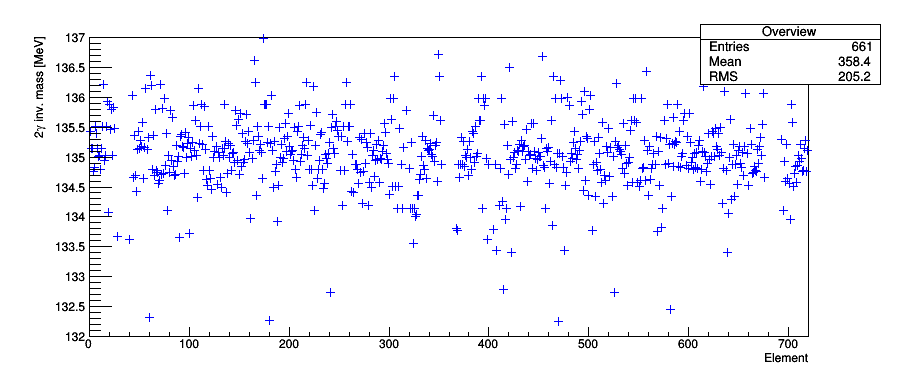 Overview
Entries 661
Mean 358.4
RMS 205.2
2γ inv. mass [MeV]
137
136.5
136
135.5
135
134.5
134
133.5
133
132.5
132
0 100 200 300 400 500 600 700
Element